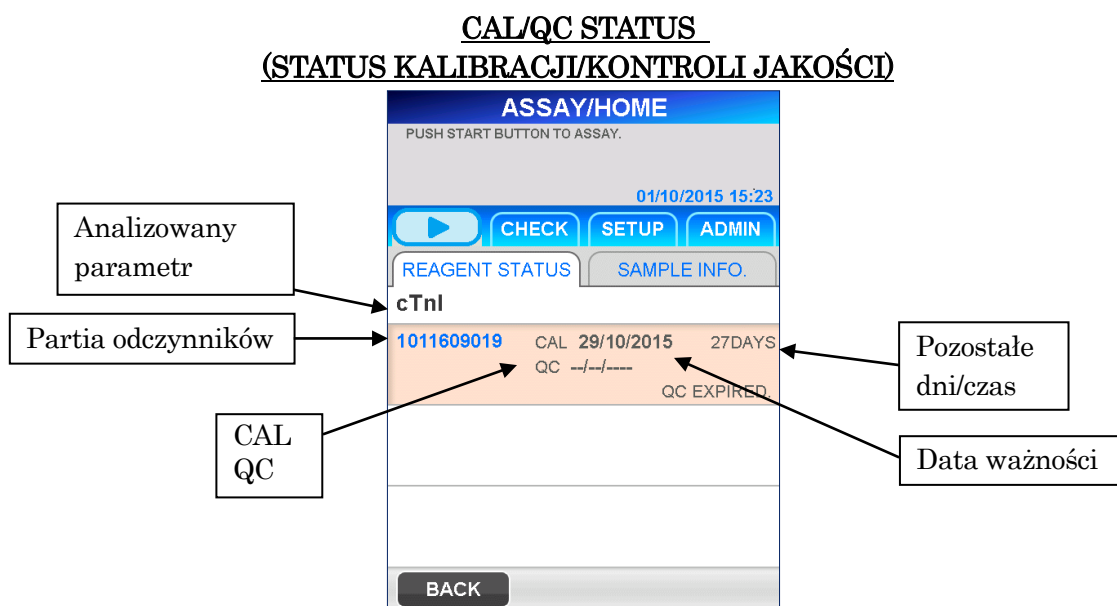 CAL/QC STATUS
(STATUS KALIBRACJI/KONTROLI JAKOŚCI)
ASSAY/HOME
PUSH START BUTTON TO ASSAY.
01/10/2015 15:23
CHECK SETUP ADMIN
REAGENT STATUS SAMPLE INFO.
Analizowany
parametr
cTnI
Partia odczynników
1011609019 CAL 29/10/2015 27DAYS
QC --/--/----
QC EXPIRED.
Pozostałe
dni/czas
CAL
QC
Data ważności
BACK